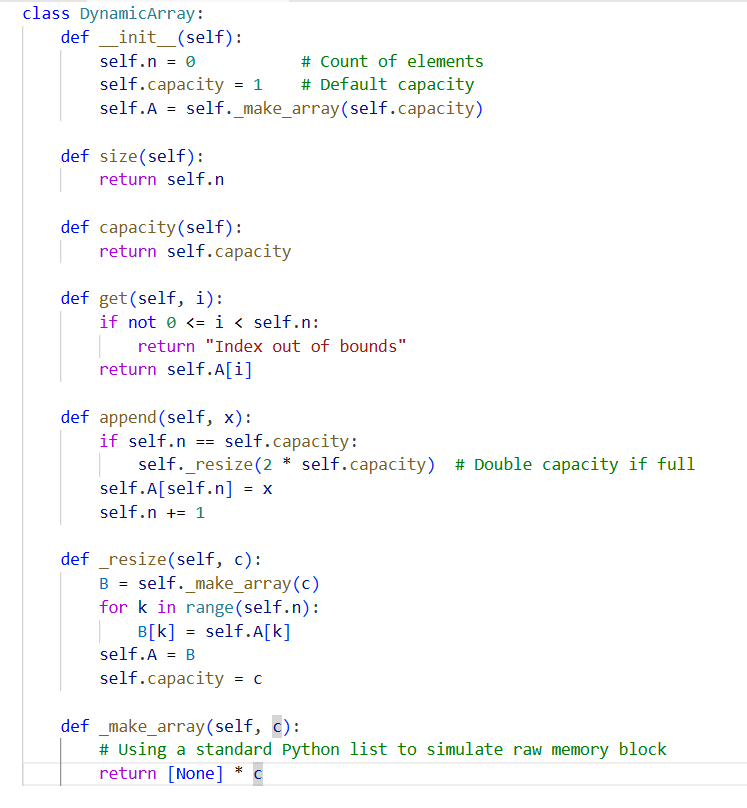 class DynamicArray:
    def __init__(self):
        self.n = 0           # Count of elements
        self.capacity = 1    # Default capacity
        self.A = self._make_array(self.capacity)

    def size(self):
        return self.n

    def capacity(self):
        return self.capacity

    def get(self, i):
        if not 0 <= i < self.n:
            return "Index out of bounds"
        return self.A[i]

    def append(self, x):
        if self.n == self.capacity:
            self._resize(2 * self.capacity)  # Double capacity if full
        self.A[self.n] = x
        self.n += 1

    def _resize(self, c):
        B = self._make_array(c)
        for k in range(self.n):
            B[k] = self.A[k]
        self.A = B
        self.capacity = c

    def _make_array(self, c):
        # Using a standard Python list to simulate raw memory block
        return [None] * c